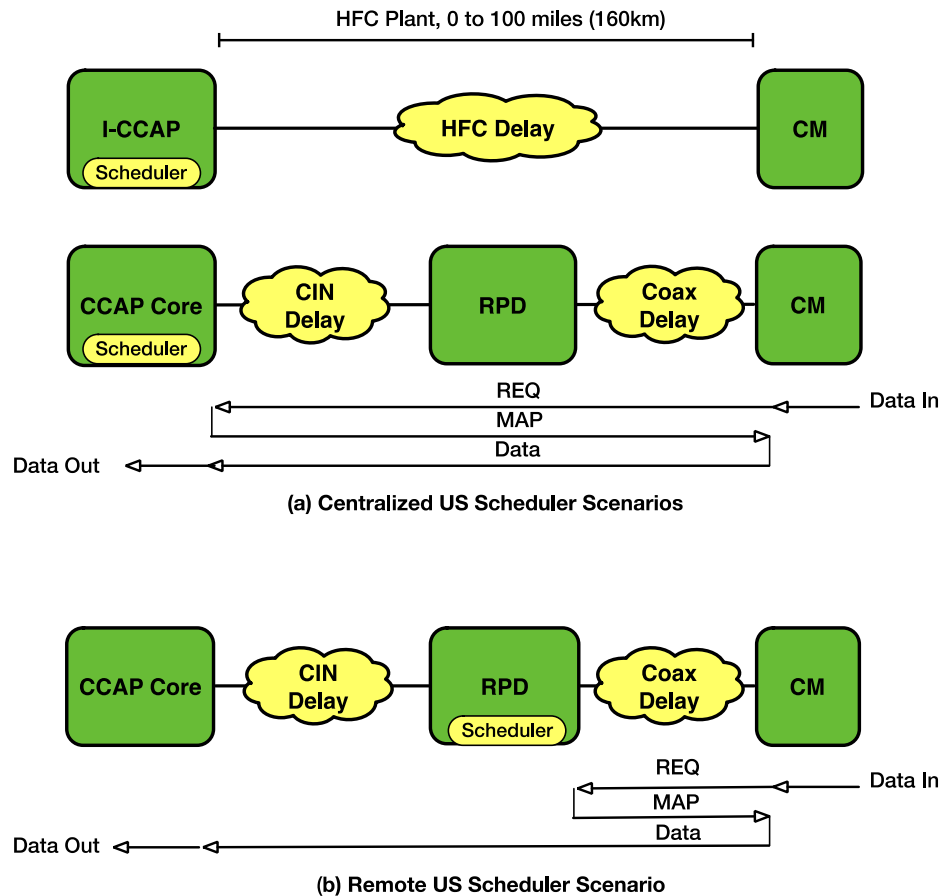 HFC Plant, 0 to 100 miles (160km)
I-CCAP
Scheduler
HFC Delay
CM
CCAP Core
Scheduler
CIN
Delay
RPD
Coax
Delay
CM
REQ
Data In
MAP
Data
Data Out
(a) Centralized US Scheduler Scenarios
CCAP Core
CIN
Delay
RPD
Scheduler
Coax
Delay
CM
REQ
Data In
MAP
Data
Data Out
(b) Remote US Scheduler Scenario